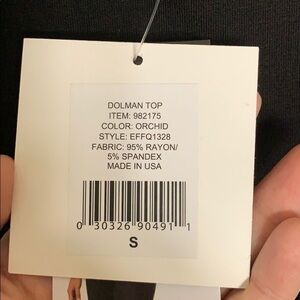 DOLMAN TOP
ITEM: 982175
COLOR: ORCHID
STYLE: EFFQ1328
FABRIC: 95% RAYON/
5% SPANDEX
MADE IN USA
0 30326 90491 1
S